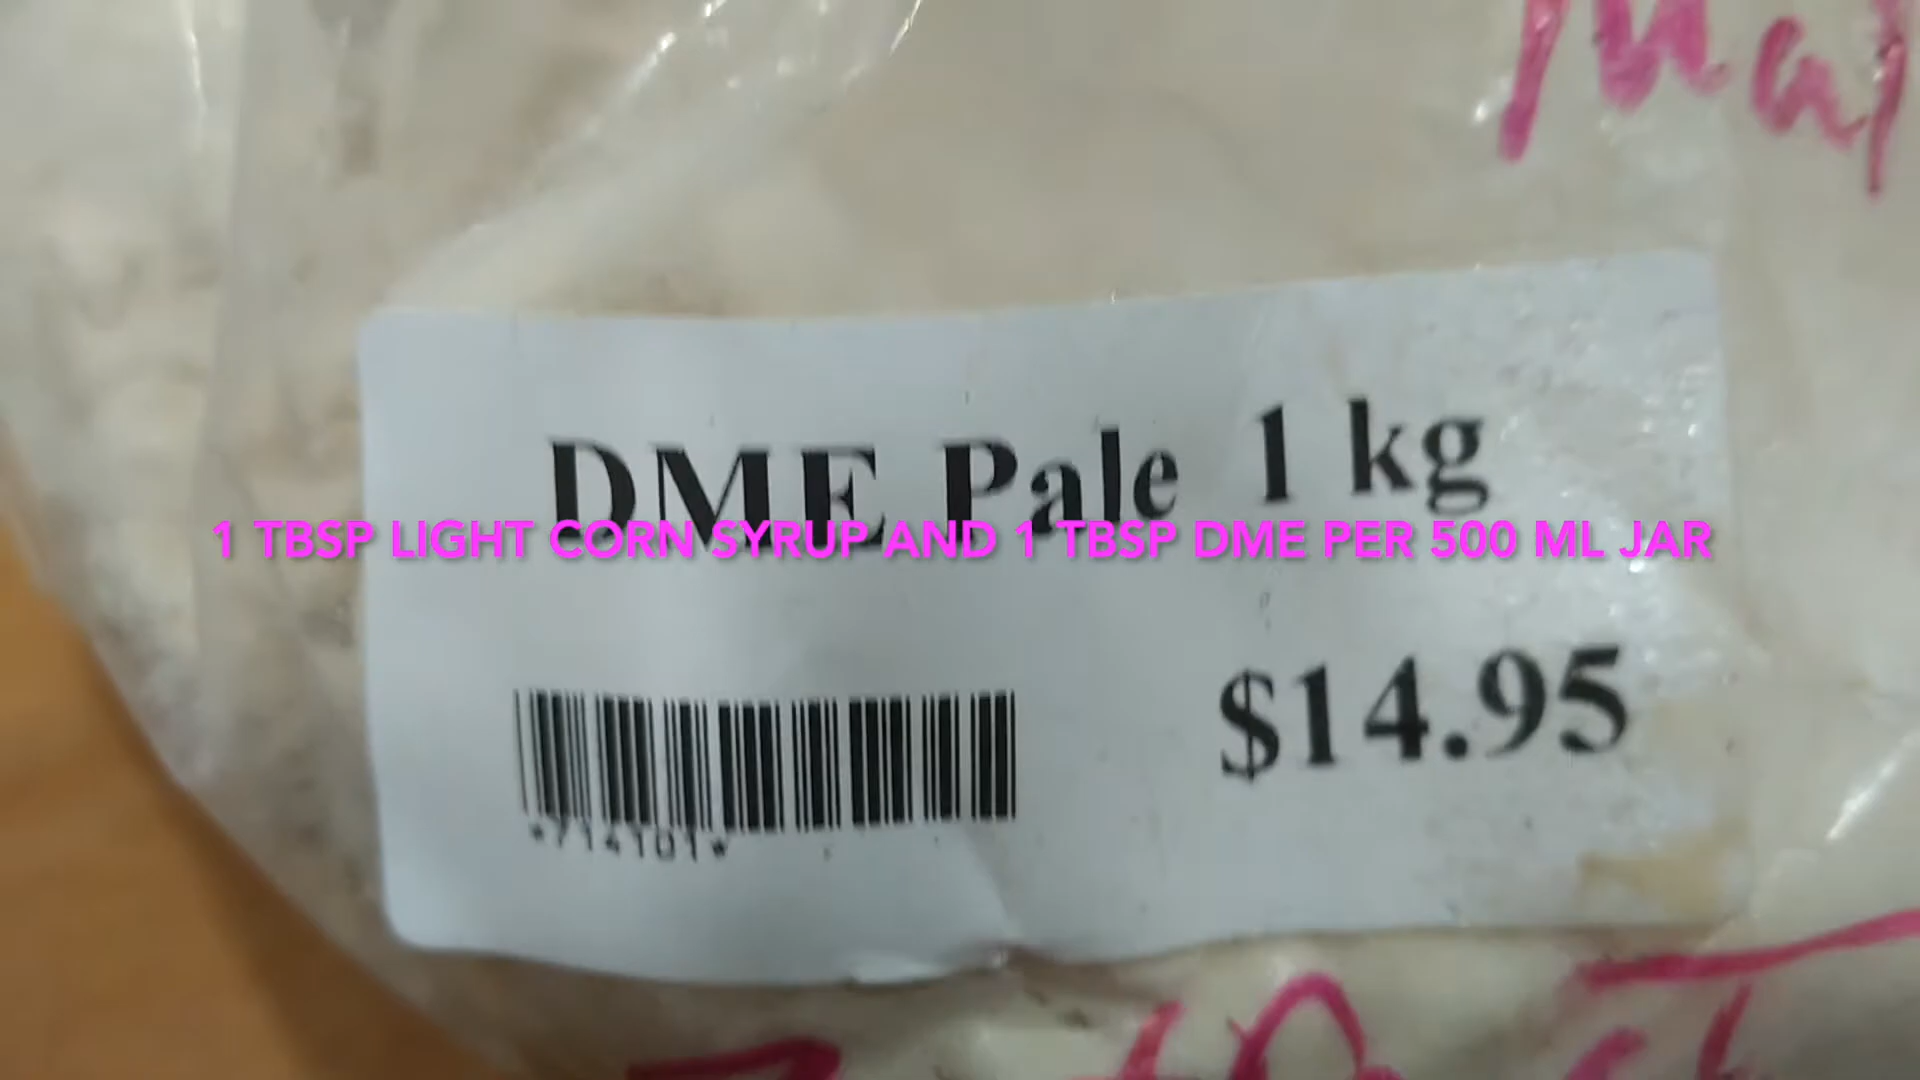 DME Pale 1 kg
1 TBSP LIGHT CORN SYRUP AND 1 TBSP DME PER 500 ML JAR
$14.95
*714101*